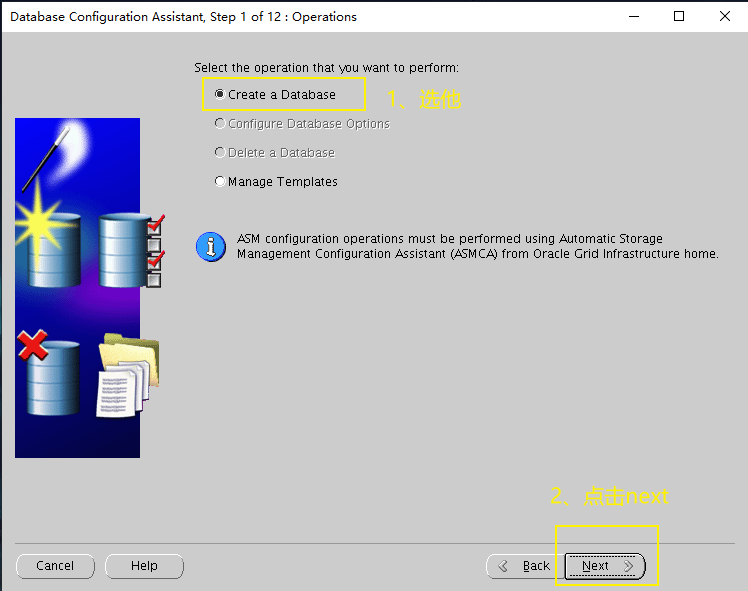 Database Configuration Assistant, Step 1 of 12 : Operations
Select the operation that you want to perform:
Create a Database
1、选他
Configure Database Options
Delete a Database
Manage Templates
ASM configuration operations must be performed using Automatic Storage
Management Configuration Assistant (ASMCA) from Oracle Grid Infrastructure home.
2、点击next
Cancel
Help
Back
Next